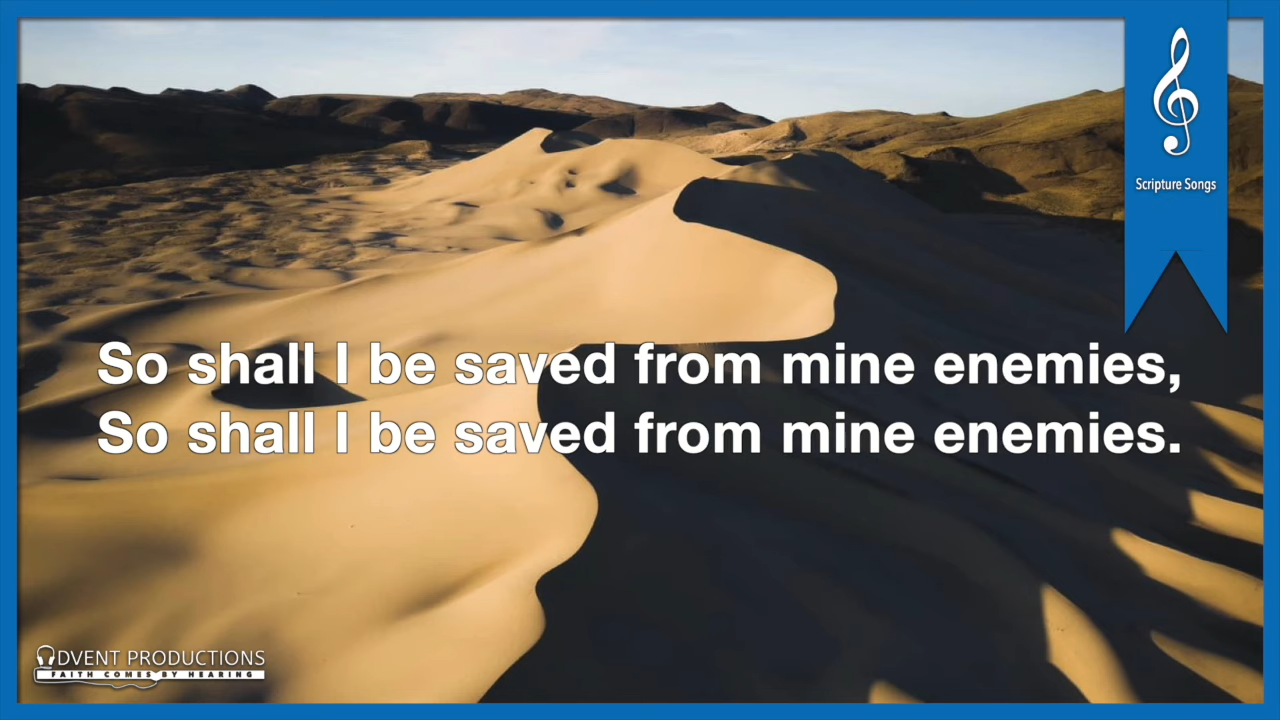 Scripture Songs
So shall I be saved from mine enemies,
So shall I be saved from mine enemies.
DVENT PRODUCTIONS
FAITH COMES BY HEARING